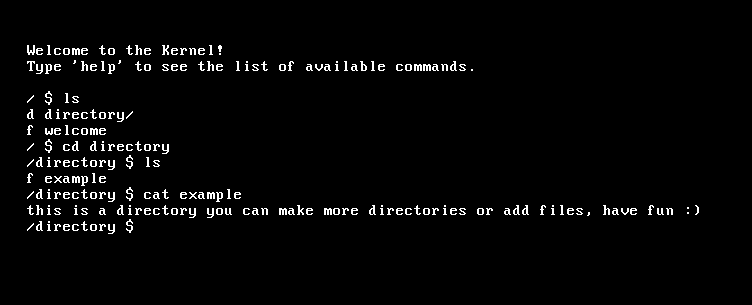 Welcome to the Kernel!
Type 'help' to see the list of available commands.
/ $ ls
d directory/
f welcome
/ $ cd directory
/directory $ ls
f example
/directory $ cat example
this is a directory you can make more directories or add files, have fun :)
/directory $